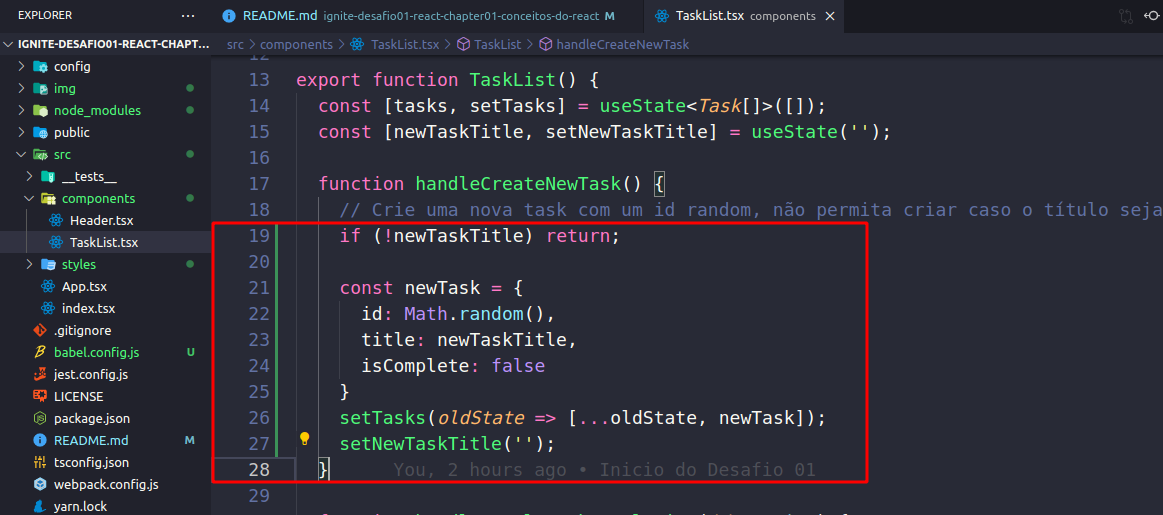 EXPLORER
README.md ignite-desafio01-react-chapter01-conceitos-do-react M
TaskList.tsx components
IGNITE-DESAFIO01-REACT-CHAPT...
config
img
node_modules
public
src
__tests__
components
Header.tsx
TaskList.tsx
styles
App.tsx
index.tsx
.gitignore
babel.config.js U
jest.config.js
LICENSE
package.json
README.md M
tsconfig.json
webpack.config.js
yarn.lock
src > components > TaskList.tsx > TaskList > handleCreateNewTask
12
13 export function TaskList() {
14 const [tasks, setTasks] = useState<Task[]>([]);
15 const [newTaskTitle, setNewTaskTitle] = useState('');
16
17 function handleCreateNewTask() {
18 // Crie uma nova task com um id random, não permita criar caso o título seja
19 if (!newTaskTitle) return;
20
21 const newTask = {
22 id: Math.random(),
23 title: newTaskTitle,
24 isComplete: false
25 }
26 setTasks(oldState => [...oldState, newTask]);
27 setNewTaskTitle('');
28 } You, 2 hours ago • Inicio do Desafio 01
29